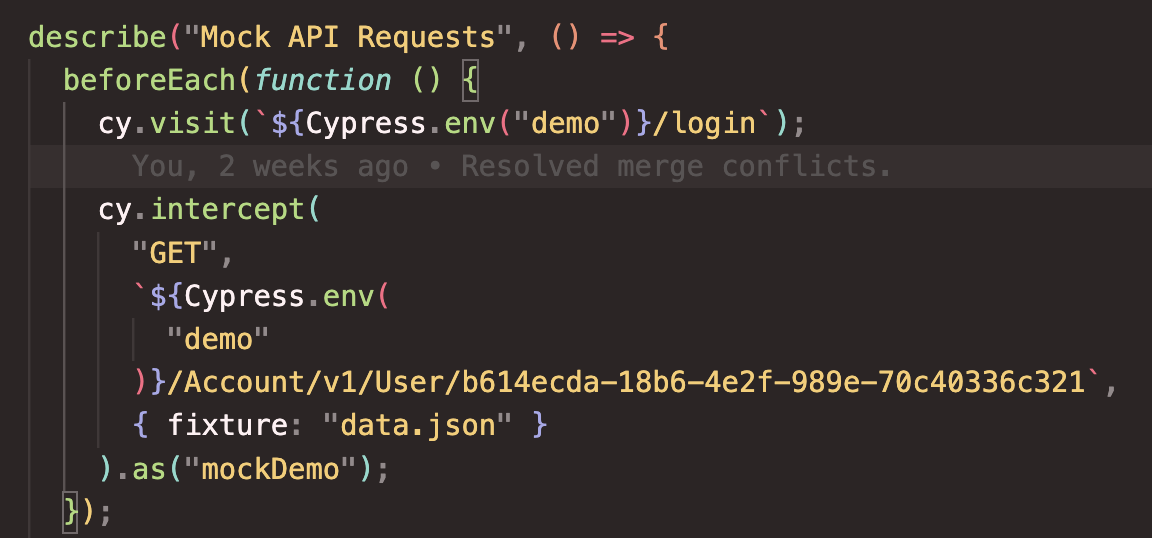 describe("Mock API Requests", () => {
beforeEach(function () {
cy.visit(`${Cypress.env("demo")}/login`);
You, 2 weeks ago • Resolved merge conflicts.
cy.intercept(
"GET",
`${Cypress.env(
"demo"
)}/Account/v1/User/b614ecda-18b6-4e2f-989e-70c40336c321`,
{ fixture: "data.json" }
).as("mockDemo");
});